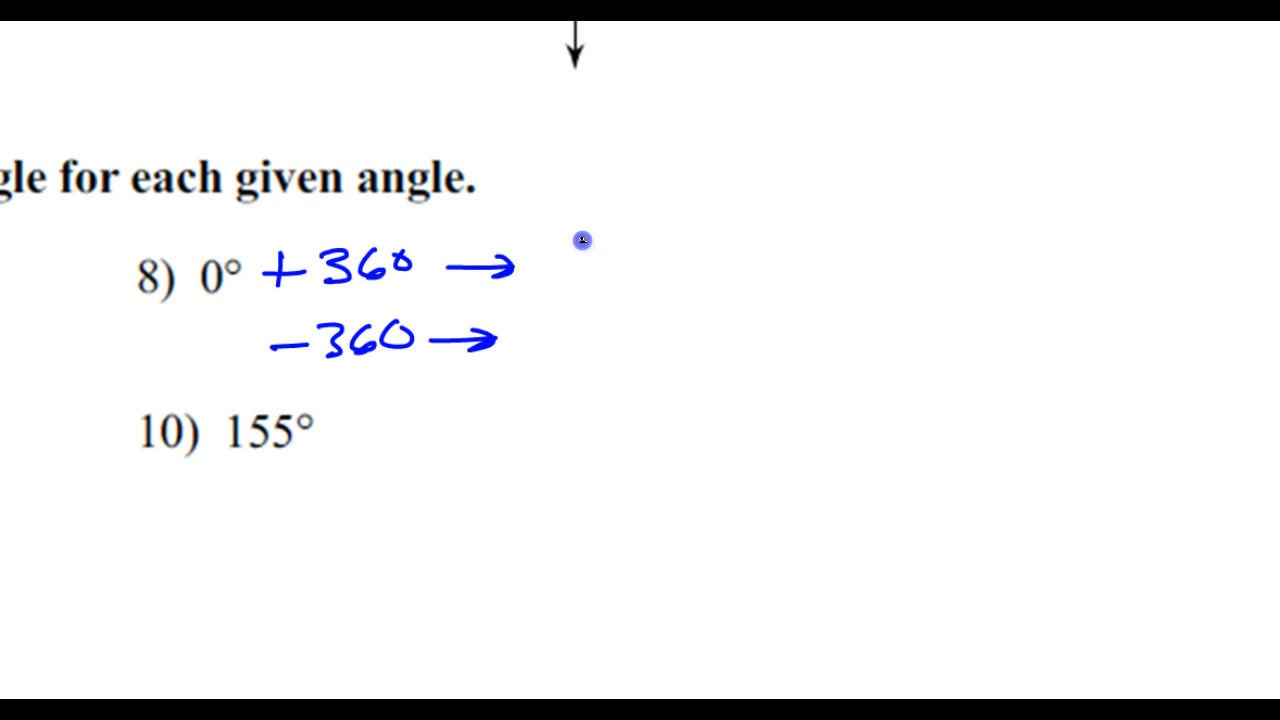 gle for each given angle.
8) 0° + 360 →
- 360 →
10) 155°